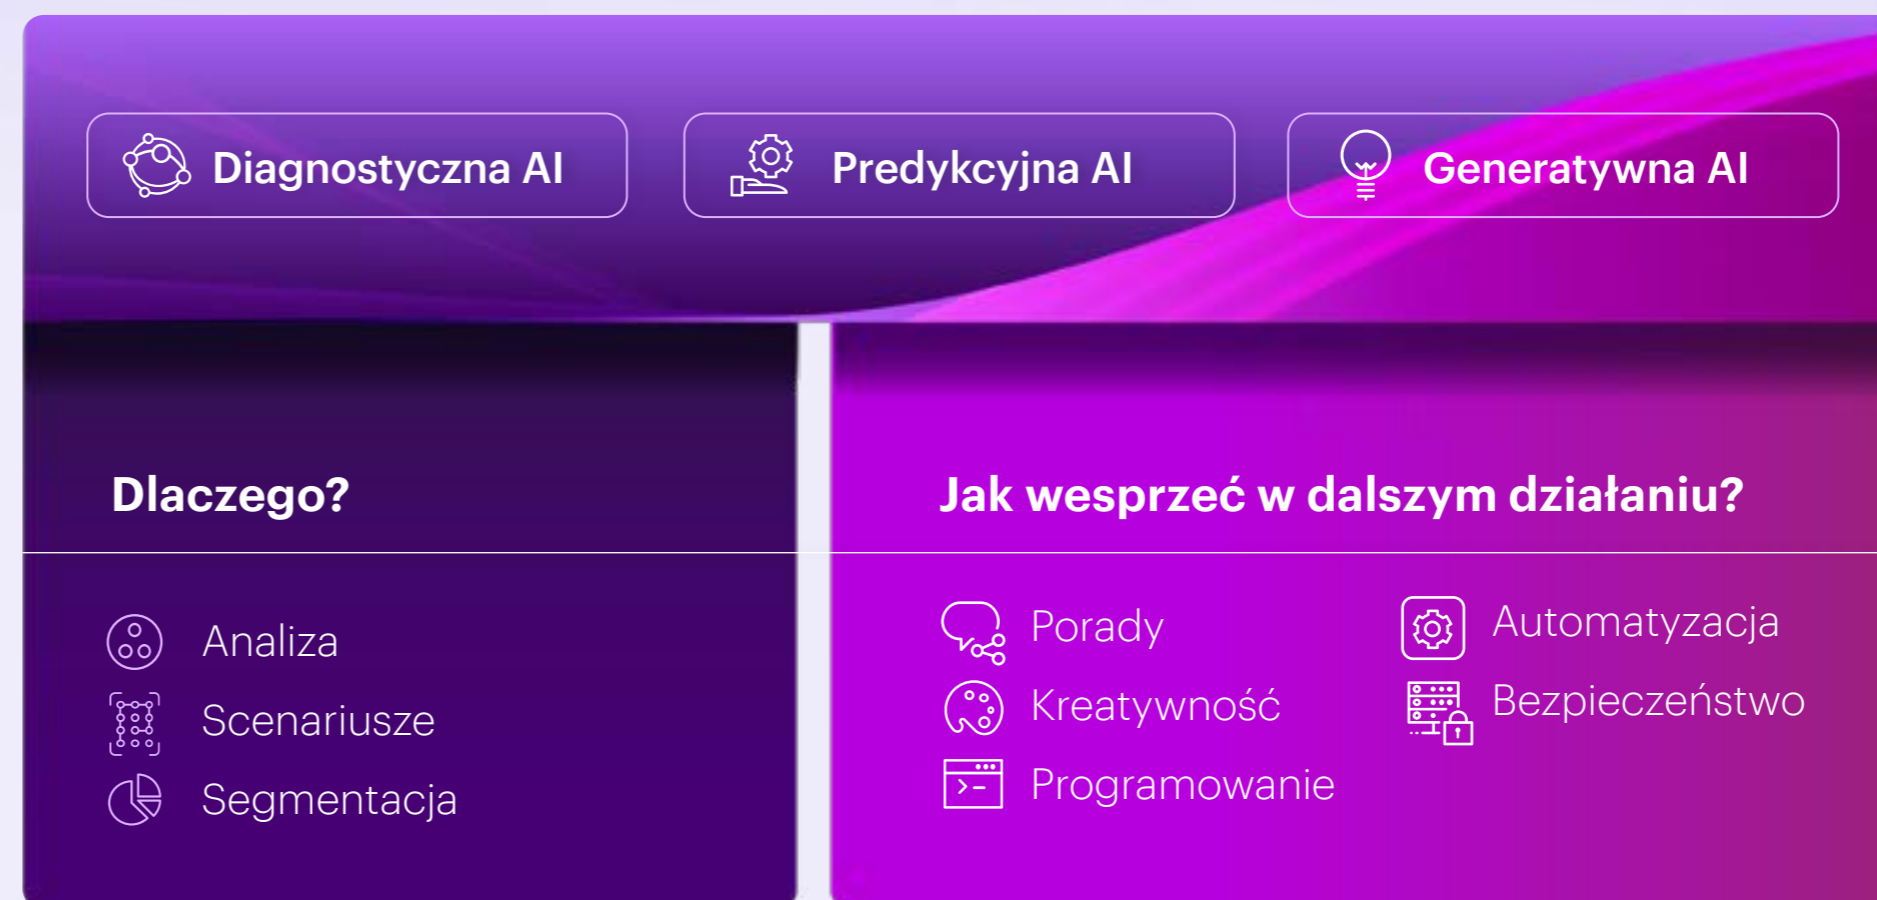 Diagnostyczna AI
Predykcyjna AI
Generatywna AI
Dlaczego?
Analiza
Scenariusze
Segmentacja
Jak wesprzeć w dalszym działaniu?
Porady
Kreatywność
Programowanie
Automatyzacja
Bezpieczeństwo